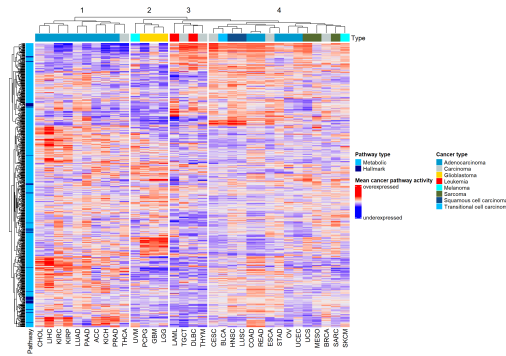 1 2 3 4
Type
Pathway type
Metabolic
Hallmark
Mean cancer pathway activity
overexpressed
underexpressed
Cancer type
Adenocarcinoma
Carcinoma
Glioblastoma
Leukemia
Melanoma
Sarcoma
Squamous cell carcinoma
Transitional cell carcinoma
Pathway
CHOL
LIHC
KIRC
KIRP
LUAD
PAAD
ACC
KICH
PRAD
THCA
UVM
PCPG
GBM
LGG
LAML
TGCT
DLBC
THYM
CESC
BLCA
HNSC
LUSC
COAD
READ
ESCA
STAD
OV
UCEC
UCS
MESO
BRCA
SARC
SKCM